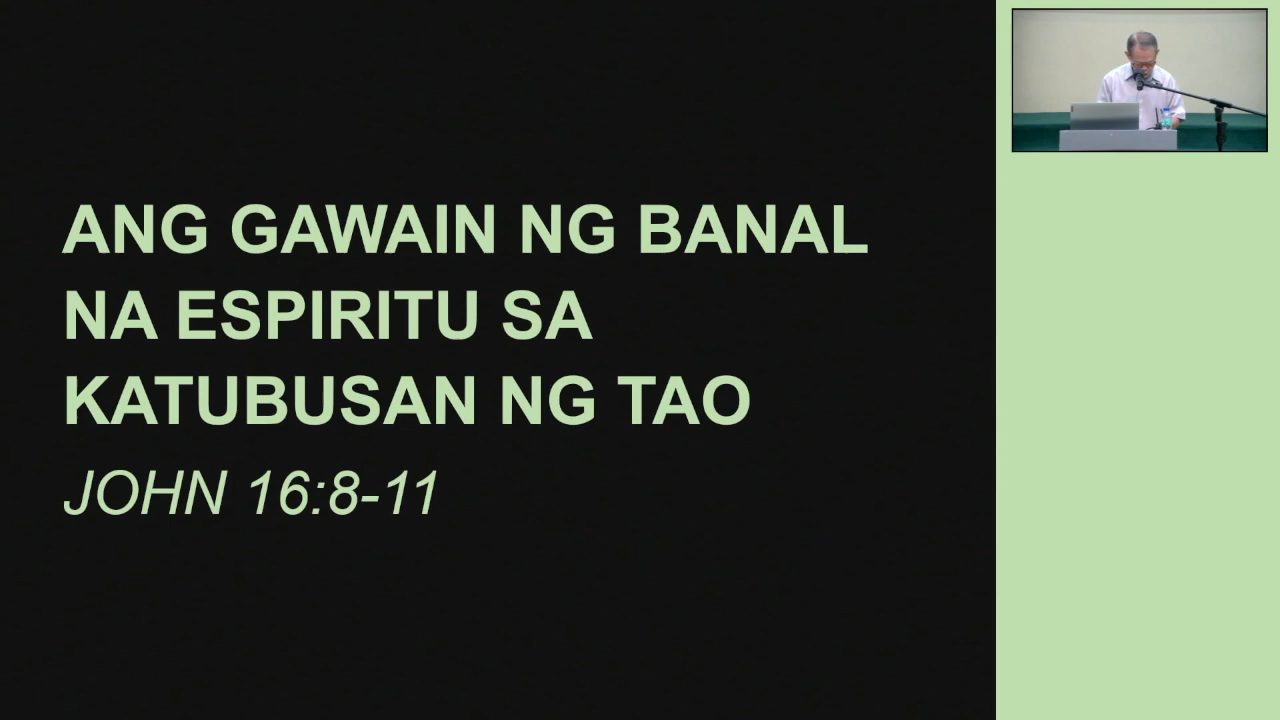 ANG GAWAIN NG BANAL
NA ESPIRITU SA
KATUBUSAN NG TAO
JOHN 16:8-11